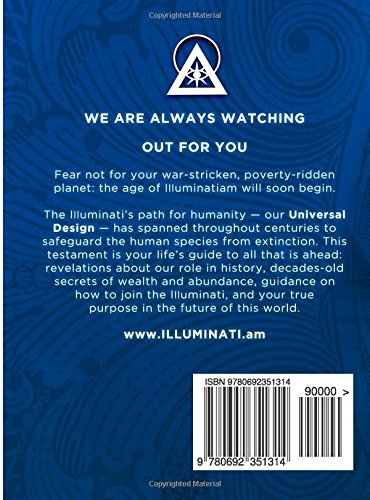 Copyrighted Material
WE ARE ALWAYS WATCHING
OUT FOR YOU
Fear not for your war-stricken, poverty-ridden
planet: the age of Illuminatiam will soon begin.
The Illuminati's path for humanity — our Universal
Design — has spanned throughout centuries to
safeguard the human species from extinction. This
testament is your life's guide to all that is ahead:
revelations about our role in history, decades-old
secrets of wealth and abundance, guidance on
how to join the Illuminati, and your true
purpose in the future of this world.
www.ILLUMINATI.am
ISBN 9780692351314
90000 >
9 780692 351314
Copyrighted Material